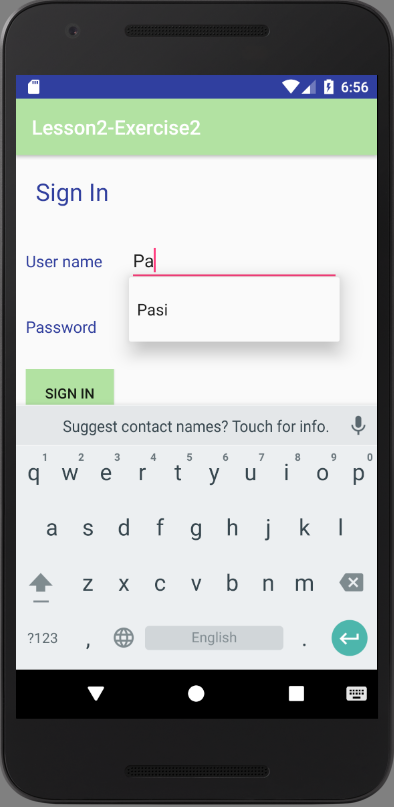 6:56
Lesson2-Exercise2
Sign In
User name Pa
Pasi
Password
SIGN IN
Suggest contact names? Touch for info.
1 2 3 4 5 6 7 8 9 0
q w e r t y u i o p
a s d f g h j k l
z x c v b n m
?123 , English .